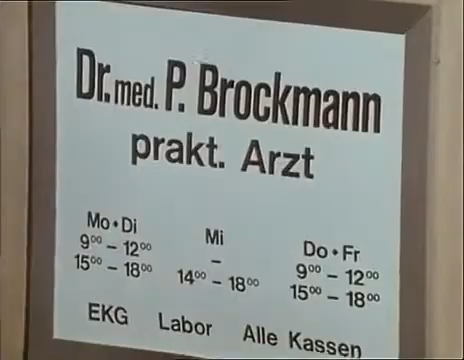 Dr. med. P. Brockmann
prakt. Arzt
Mo • Di
9⁰⁰ – 12⁰⁰
15⁰⁰ – 18⁰⁰
Mi
–
14⁰⁰ – 18⁰⁰
Do • Fr
9⁰⁰ – 12⁰⁰
15⁰⁰ – 18⁰⁰
EKG Labor Alle Kassen